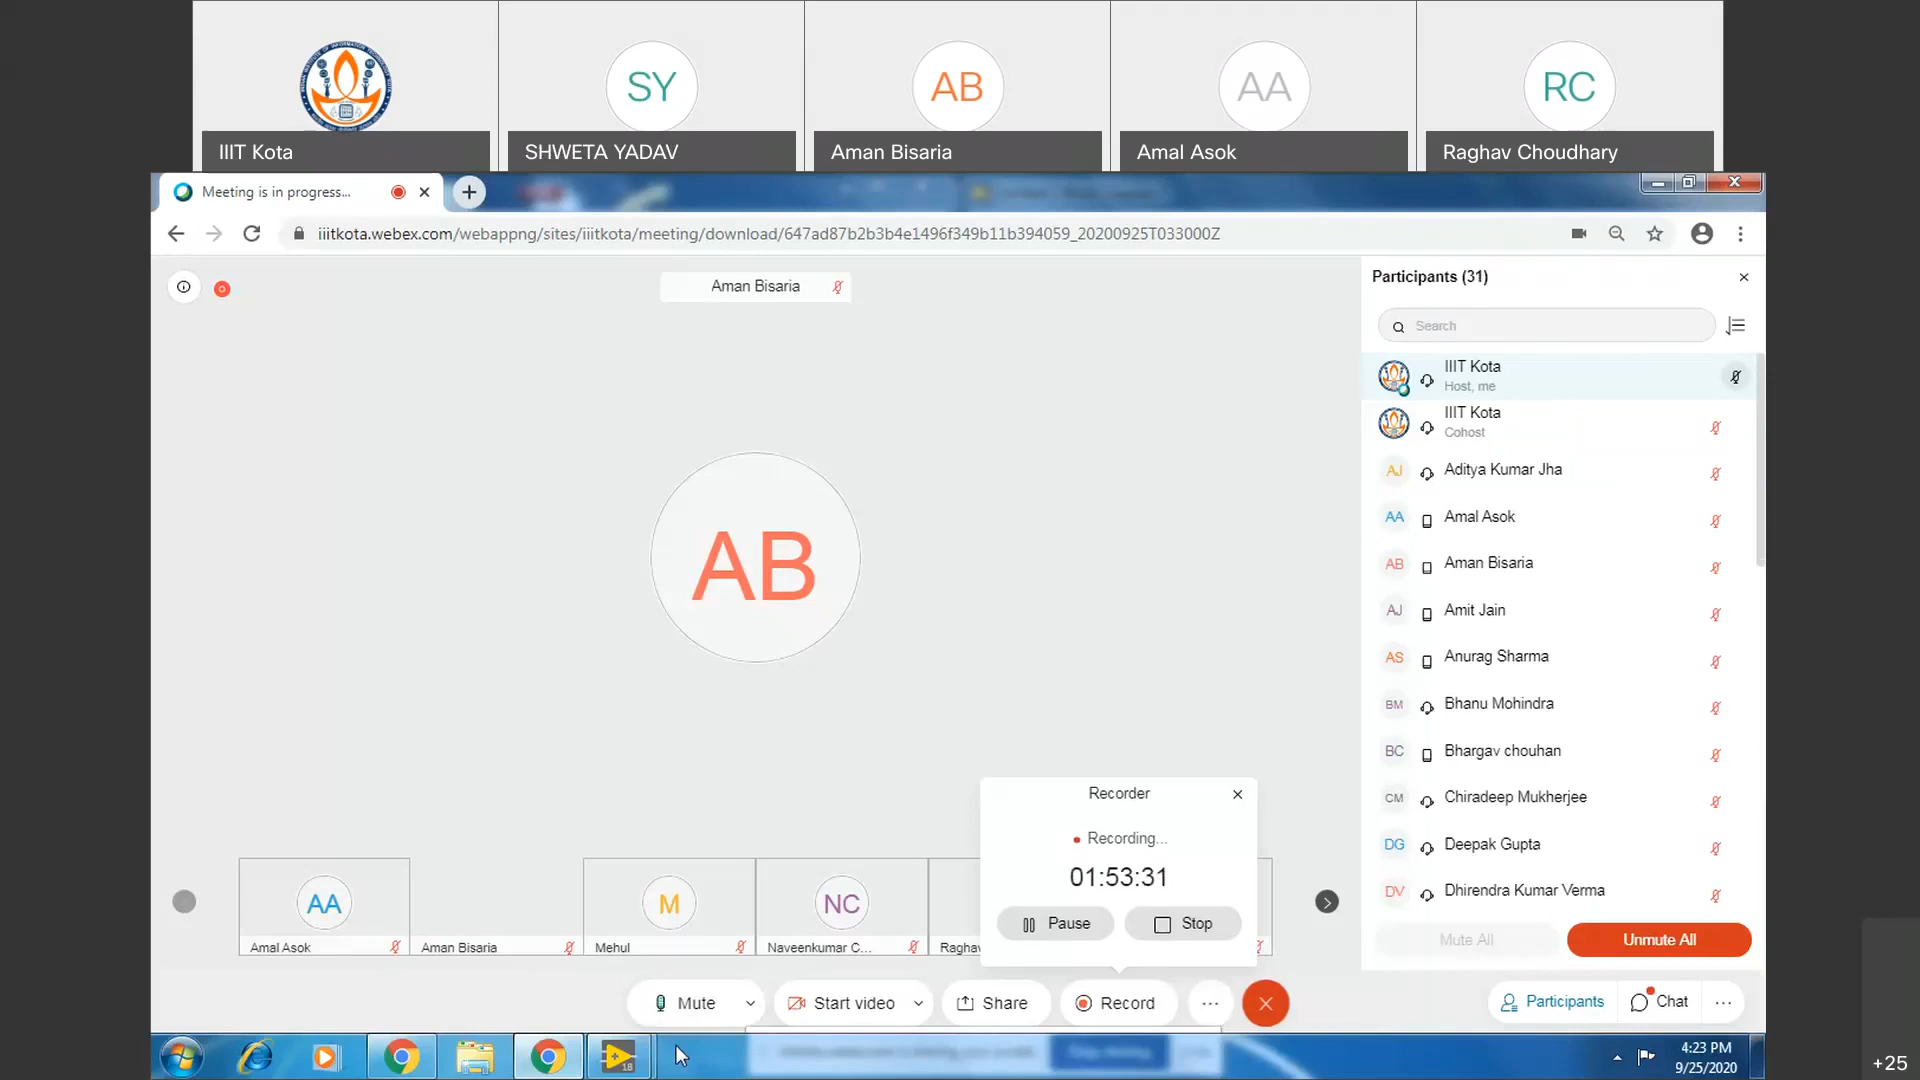 SY
AB
AA
RC
IIIT Kota
SHWETA YADAV
Aman Bisaria
Amal Asok
Raghav Choudhary
Meeting is in progress...
iiitkota.webex.com/webappng/sites/iiitkota/meeting/download/647ad87b2b3b4e1496f349b11b394059_20200925T033000Z
Aman Bisaria
Participants (31)
Search
IIIT Kota
Host, me
IIIT Kota
Cohost
AJ Aditya Kumar Jha
AA Amal Asok
AB Aman Bisaria
AJ Amit Jain
AS Anurag Sharma
BM Bhanu Mohindra
BC Bhargav chouhan
CM Chiradeep Mukherjee
DG Deepak Gupta
DV Dhirendra Kumar Verma
Mute All
Unmute All
AB
Recorder
Recording...
01:53:31
Pause
Stop
AA
M
NC
Amal Asok
Aman Bisaria
Mehul
Naveenkumar C...
Ragha
Mute
Start video
Share
Record
Participants
Chat
18
4:23 PM
9/25/2020
+25